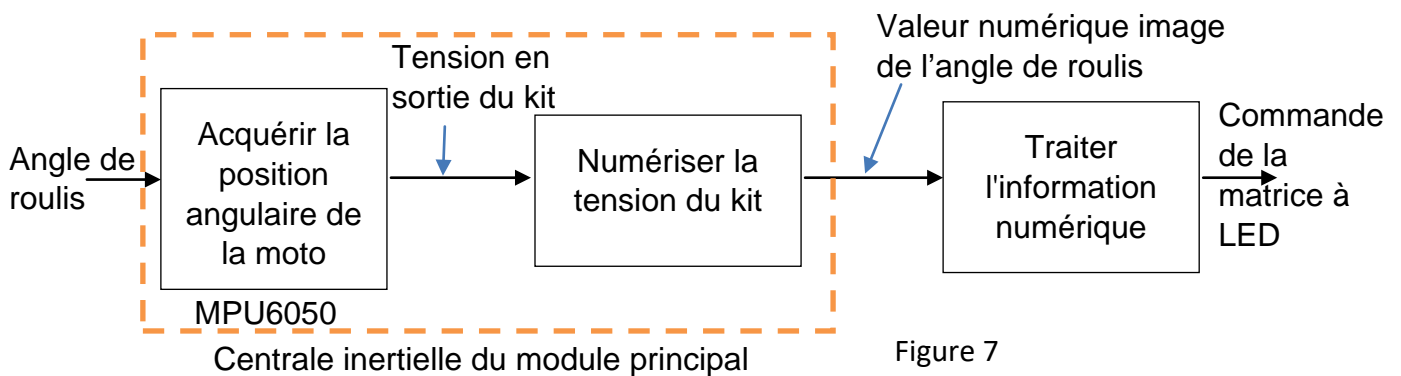 Angle de
roulis
Acquérir la
position
angulaire de
la moto
MPU6050
Tension en
sortie du kit
Numériser la
tension du kit
Valeur numérique image
de l'angle de roulis
Traiter
l'information
numérique
Commande
de la
matrice à
LED
Centrale inertielle du module principal
Figure 7